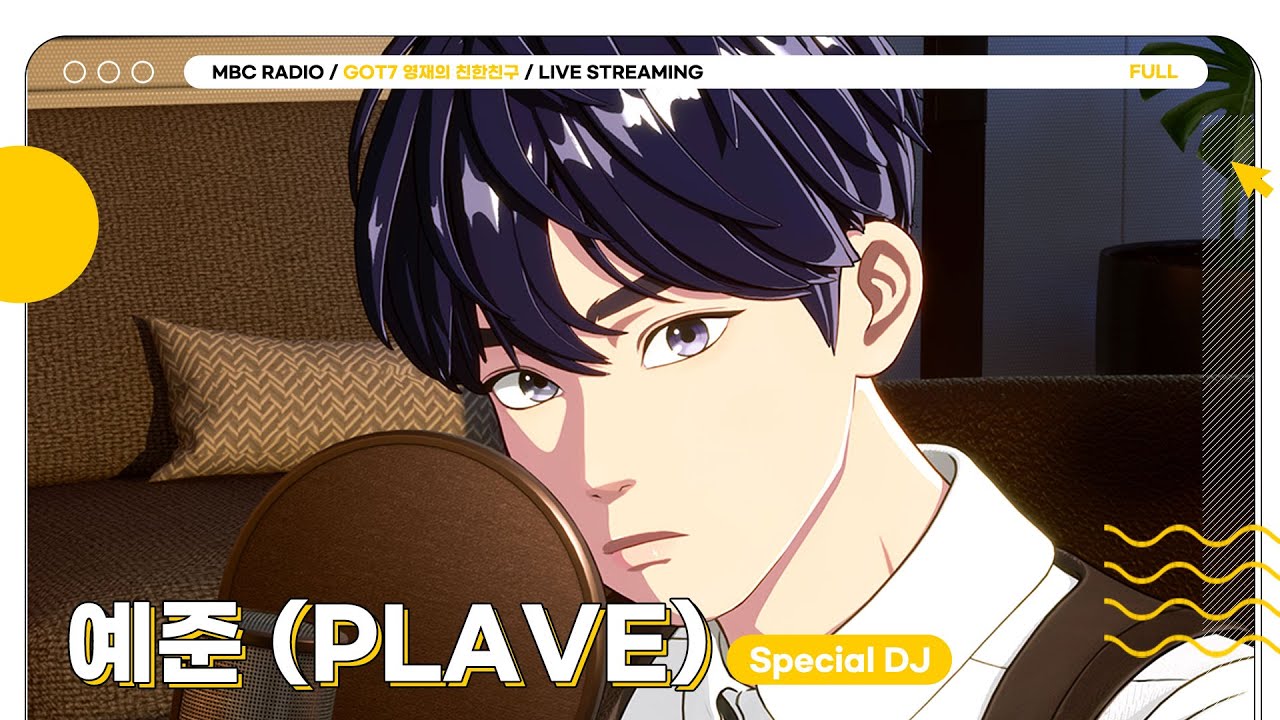 MBC RADIO / GOT7 영재의 친한친구 / LIVE STREAMING FULL
예준 (PLAVE) Special DJ